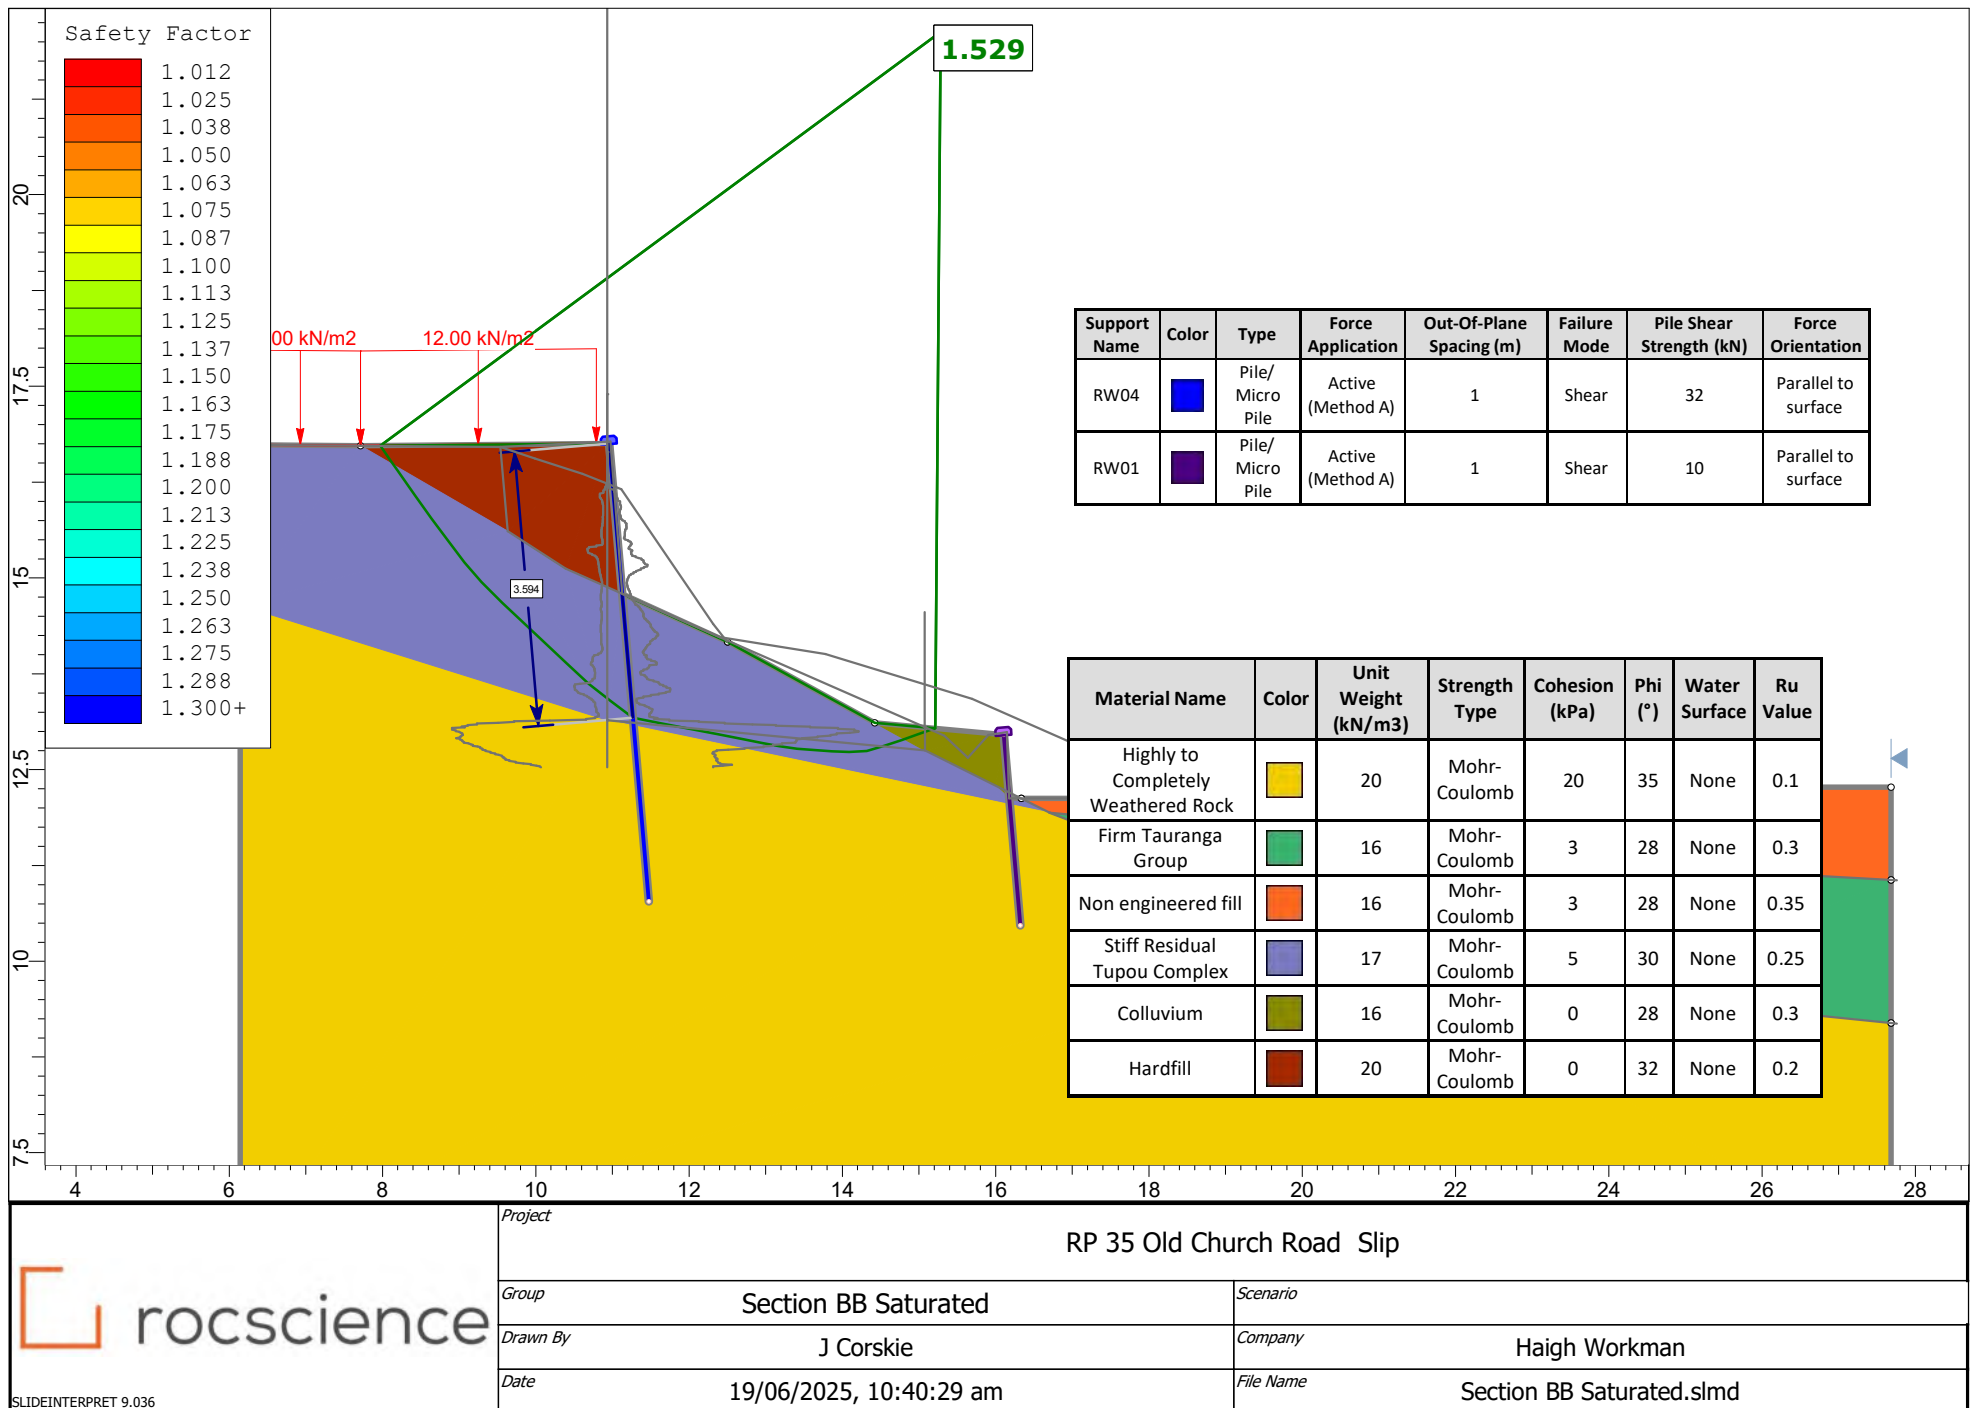 Safety Factor
1.012
1.025
1.038
1.050
1.063
1.075
1.087
1.100
1.113
1.125
1.137
1.150
1.163
1.175
1.188
1.200
1.213
1.225
1.238
1.250
1.263
1.275
1.288
1.300+
1.529
00 kN/m2
12.00 kN/m2
3.594
20
17.5
15
12.5
10
7.5
4 6 8 10 12 14 16 18 20 22 24 26 28
Support Name Color Type Force Application Out-Of-Plane Spacing (m) Failure Mode Pile Shear Strength (kN) Force Orientation
RW04 Pile/ Micro Pile Active (Method A) 1 Shear 32 Parallel to surface
RW01 Pile/ Micro Pile Active (Method A) 1 Shear 10 Parallel to surface
Material Name Color Unit Weight (kN/m3) Strength Type Cohesion (kPa) Phi (°) Water Surface Ru Value
Highly to Completely Weathered Rock 20 Mohr-Coulomb 20 35 None 0.1
Firm Tauranga Group 16 Mohr-Coulomb 3 28 None 0.3
Non engineered fill 16 Mohr-Coulomb 3 28 None 0.35
Stiff Residual Tupou Complex 17 Mohr-Coulomb 5 30 None 0.25
Colluvium 16 Mohr-Coulomb 0 28 None 0.3
Hardfill 20 Mohr-Coulomb 0 32 None 0.2
rocscience
SLIDEINTERPRET 9.036
Project
RP 35 Old Church Road  Slip
Group
Section BB Saturated
Scenario
Drawn By
J Corskie
Company
Haigh Workman
Date
19/06/2025, 10:40:29 am
File Name
Section BB Saturated.slmd